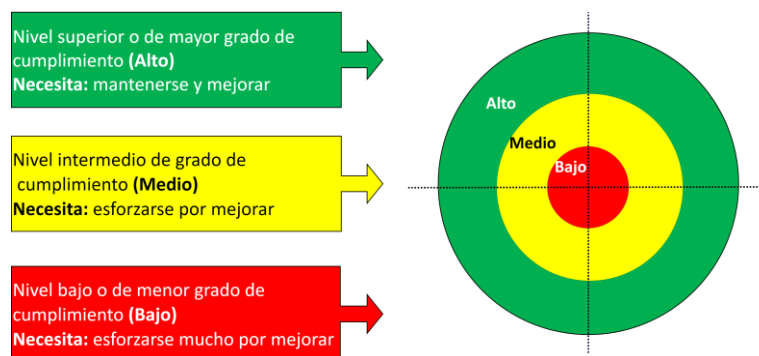 Nivel superior o de mayor grado de
cumplimiento (Alto)
Necesita: mantenerse y mejorar
Nivel intermedio de grado de
cumplimiento (Medio)
Necesita: esforzarse por mejorar
Nivel bajo o de menor grado de
cumplimiento (Bajo)
Necesita: esforzarse mucho por mejorar
Alto
Medio
Bajo